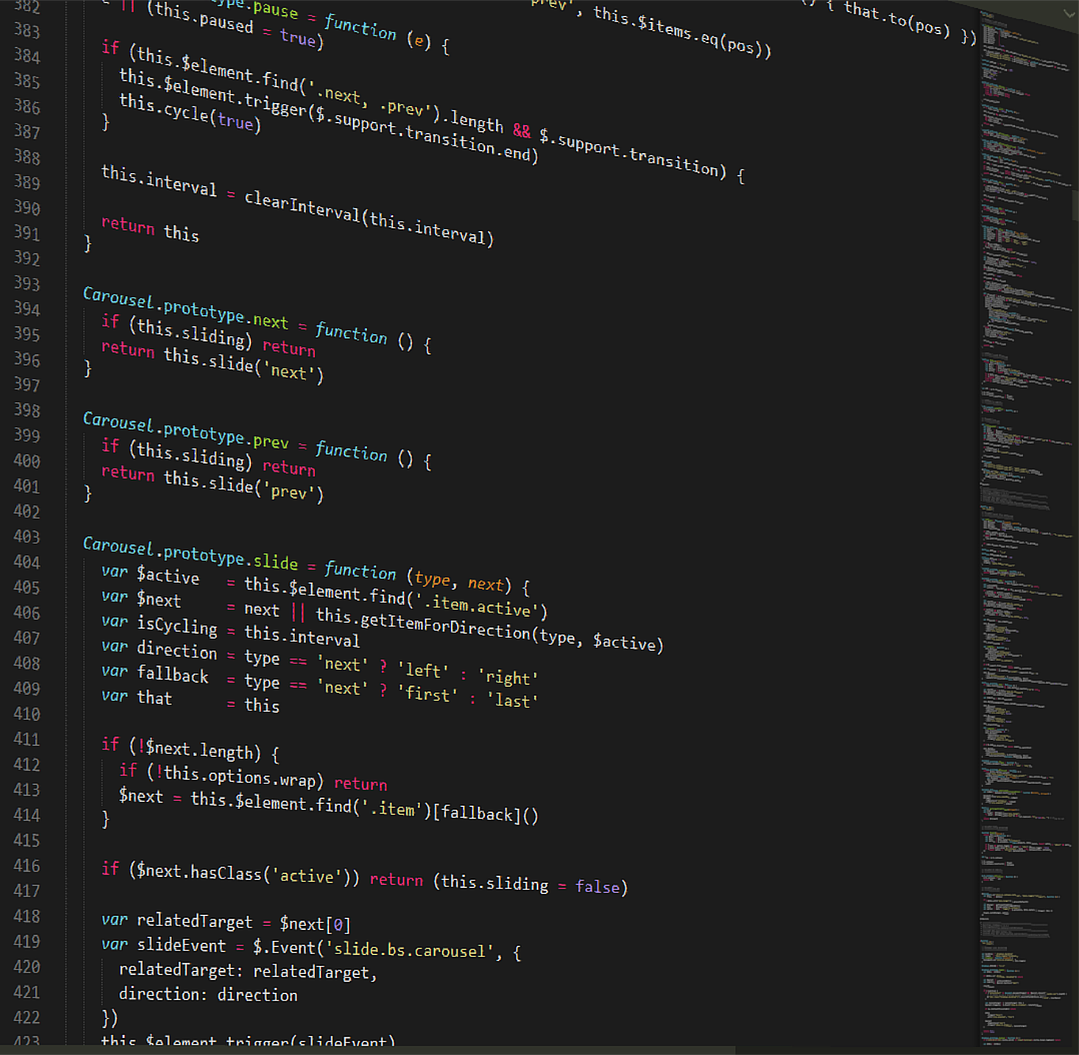 { that.to(pos) })
prev', this.$items.eq(pos))
382 ype.pause = function (e) {
383 e || (this.paused = true)
384 if (this.$element.find('.next, .prev').length && $.support.transition) {
385 this.$element.trigger($.support.transition.end)
386 this.cycle(true)
387 }
388
389 this.interval = clearInterval(this.interval)
390
391 return this
392 }
393
394 Carousel.prototype.next = function () {
395 if (this.sliding) return
396 return this.slide('next')
397 }
398
399 Carousel.prototype.prev = function () {
400 if (this.sliding) return
401 return this.slide('prev')
402 }
403
404 Carousel.prototype.slide = function (type, next) {
405 var $active = this.$element.find('.item.active')
406 var $next = next || this.getItemForDirection(type, $active)
407 var isCycling = this.interval
408 var direction = type == 'next' ? 'left' : 'right'
409 var fallback = type == 'next' ? 'first' : 'last'
410 var that = this
411
412 if (!$next.length) {
413 if (!this.options.wrap) return
414 $next = this.$element.find('.item')[fallback]()
415 }
416
417 if ($next.hasClass('active')) return (this.sliding = false)
418
419 var relatedTarget = $next[0]
420 var slideEvent = $.Event('slide.bs.carousel', {
421 relatedTarget: relatedTarget,
422 direction: direction
423 })
this.$element.trigger(slideEvent)